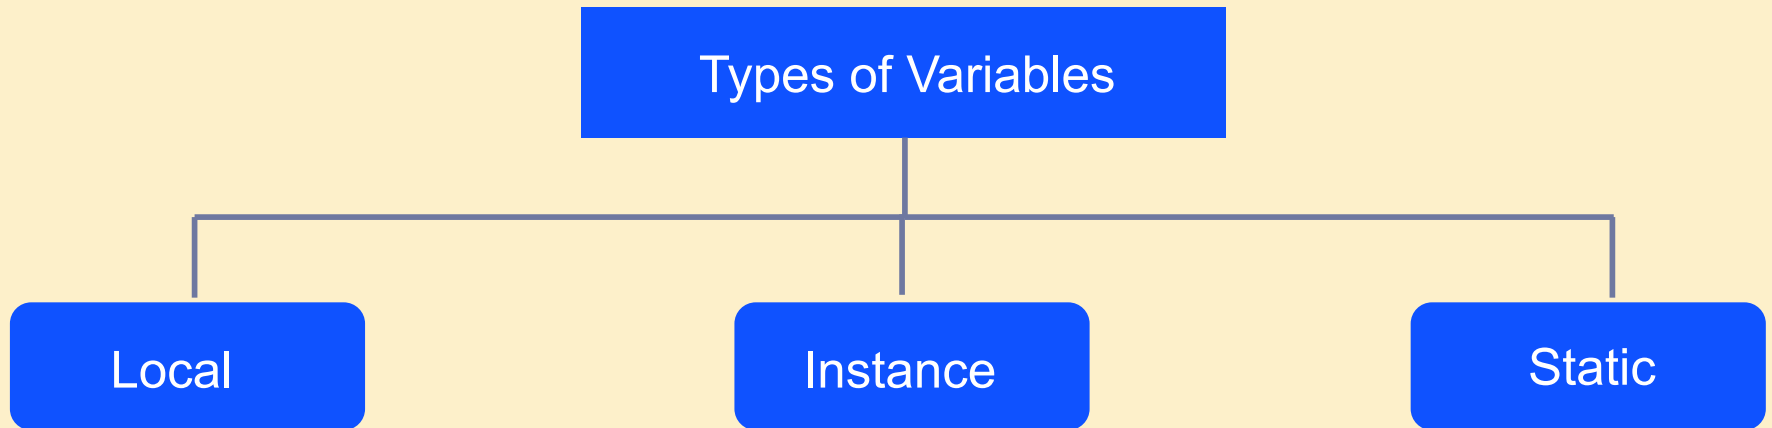 Types of Variables
Local
Instance
Static